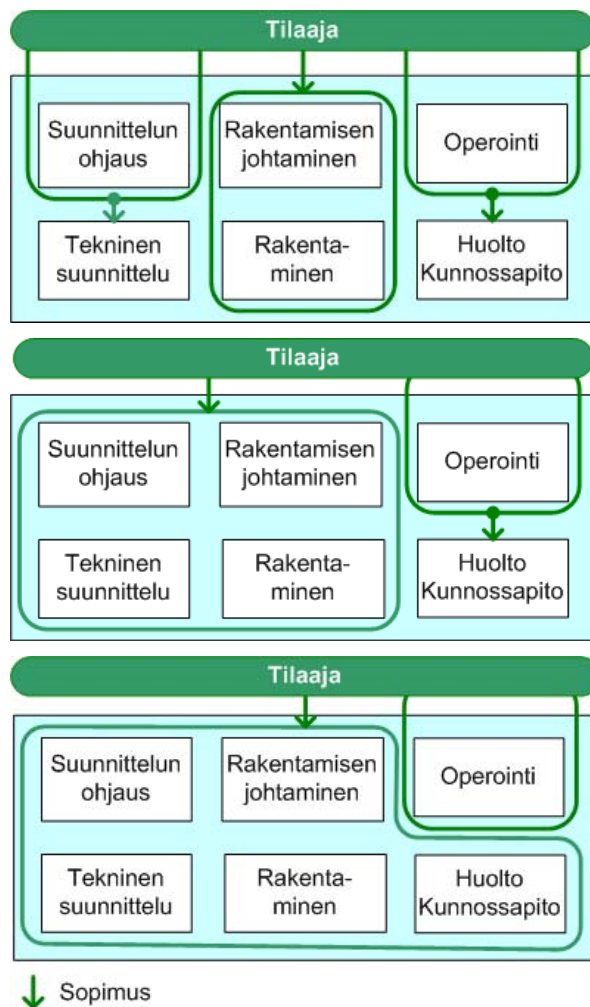 Tilaaja
Suunnittelun
ohjaus
Rakentamisen
johtaminen
Operointi
Tekninen
suunnittelu
Rakenta-
minen
Huolto
Kunnossapito
Tilaaja
Suunnittelun
ohjaus
Rakentamisen
johtaminen
Operointi
Tekninen
suunnittelu
Rakenta-
minen
Huolto
Kunnossapito
Tilaaja
Suunnittelun
ohjaus
Rakentamisen
johtaminen
Operointi
Tekninen
suunnittelu
Rakenta-
minen
Huolto
Kunnossapito
Sopimus